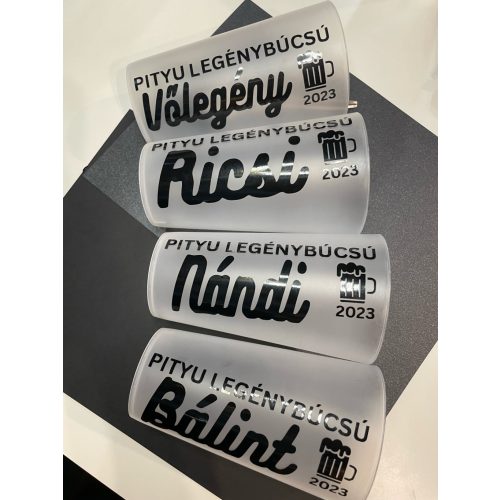 PITYU LEGÉNYBÚCSÚ
Vőlegény
2023
PITYU LEGÉNYBÚCSÚ
Ricsi
2023
PITYU LEGÉNYBÚCSÚ
Nándi
2023
PITYU LEGÉNYBÚCSÚ
Bálint
2023